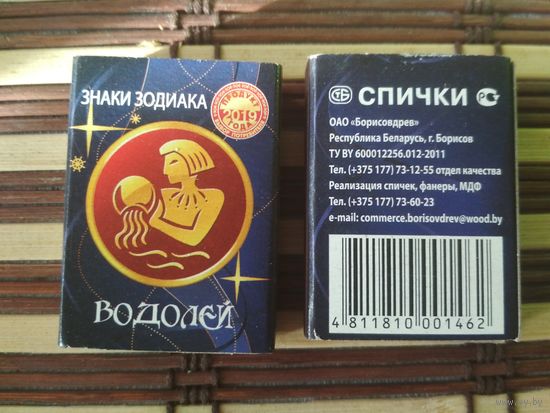 ЗНАКИ ЗОДИАКА
ПРОДУКТ
2019
ГОДА
ВОДОЛЕЙ
СПИЧКИ
ОАО «Борисовдрев»
Республика Беларусь, г. Борисов
ТУ BY 600012256.012-2011
Тел. (+375 177) 73-12-55 отдел качества
Реализация спичек, фанеры, МДФ
Тел. (+375 177) 73-60-23
e-mail: commerce.borisovdrev@wood.by
4 811810 001462